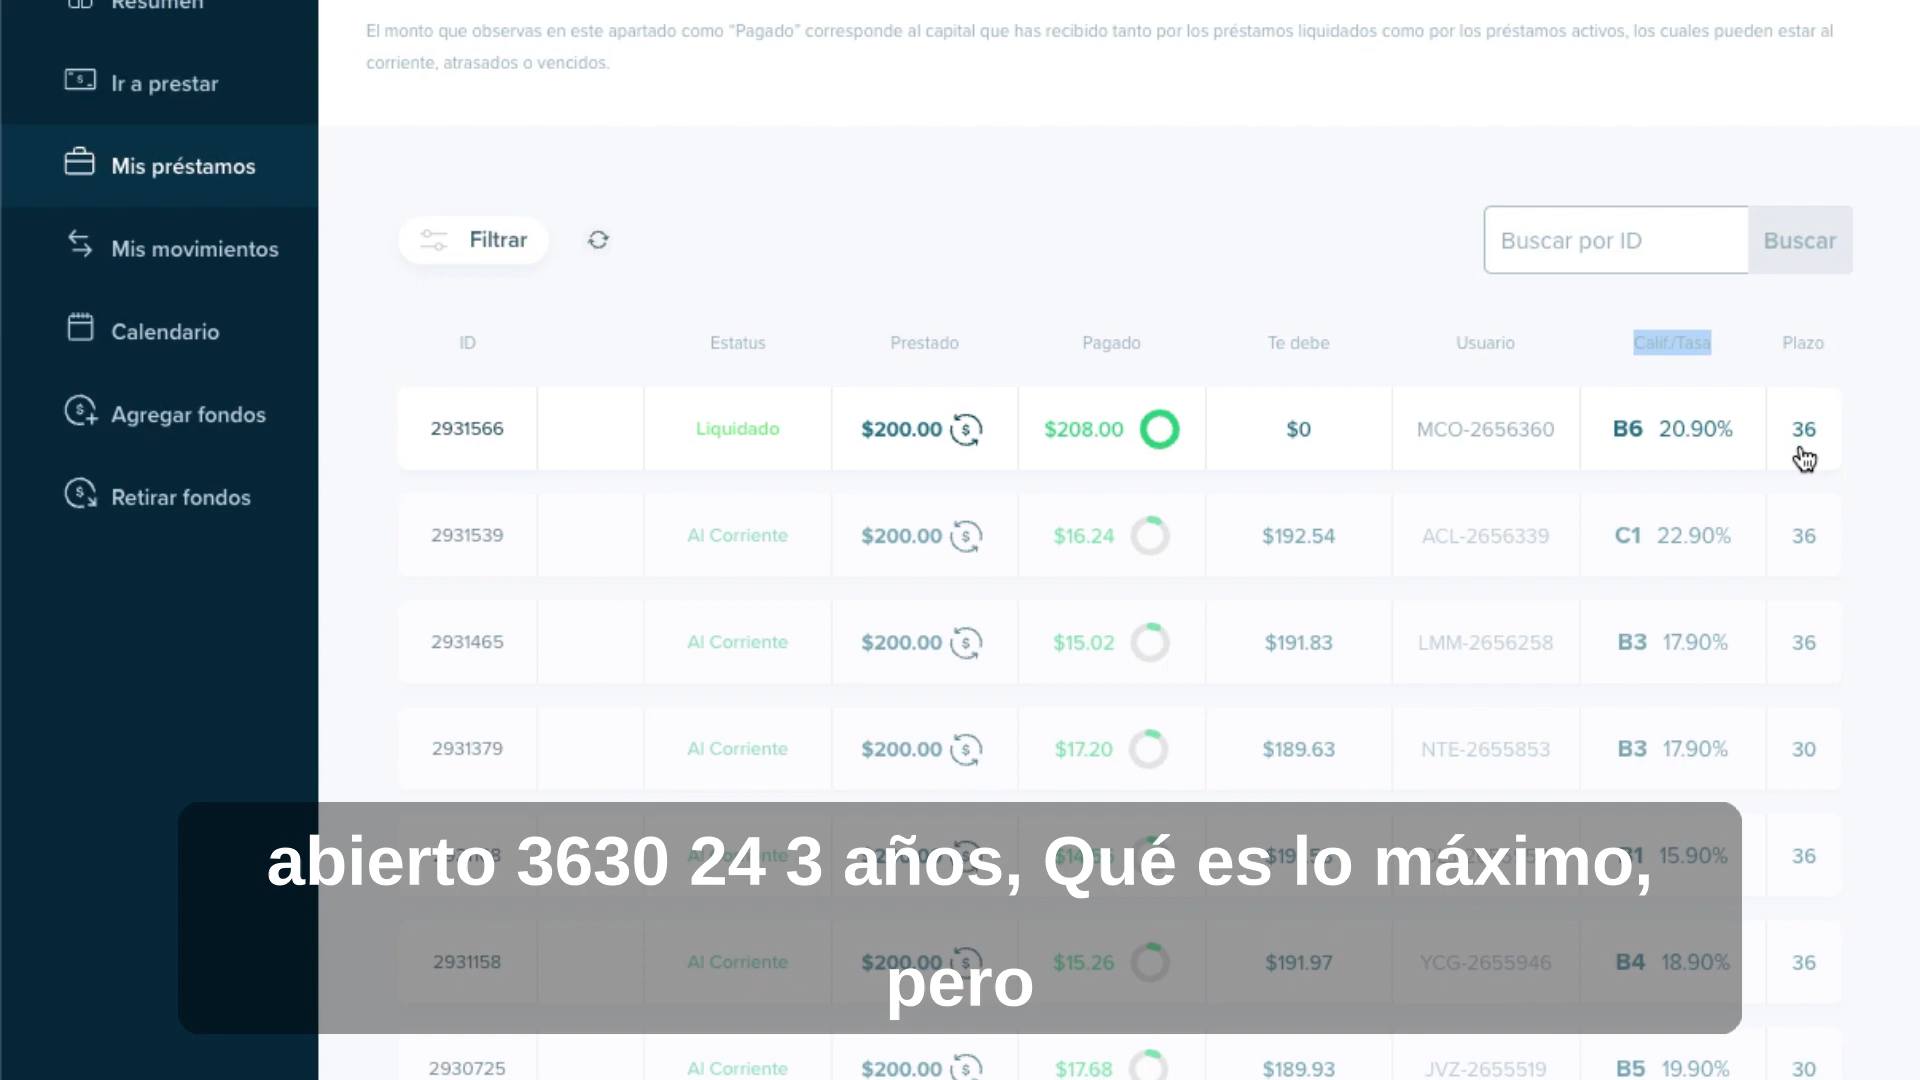 Resumen
Ir a prestar
Mis préstamos
Mis movimientos
Calendario
Agregar fondos
Retirar fondos
El monto que observas en este apartado como “Pagado” corresponde al capital que has recibido tanto por los préstamos liquidados como por los préstamos activos, los cuales pueden estar al
corriente, atrasados o vencidos.
Filtrar
Buscar por ID Buscar
ID Estatus Prestado Pagado Te debe Usuario Calif./Tasa Plazo
2931566 Liquidado $200.00 $208.00 $0 MCO-2656360 B6 20.90% 36
2931539 Al Corriente $200.00 $16.24 $192.54 ACL-2656339 C1 22.90% 36
2931465 Al Corriente $200.00 $15.02 $191.83 LMM-2656258 B3 17.90% 36
2931379 Al Corriente $200.00 $17.20 $189.63 NTE-2655853 B3 17.90% 30
15.90% 36
abierto 3630 24 3 años, Qué es lo máximo,
2931158 Al Corriente $200.00 $15.26 $191.97 YCG-2655946 B4 18.90% 36
pero
2930725 Al Corriente $200.00 $17.68 $189.93 JVZ-2655519 B5 19.90% 30